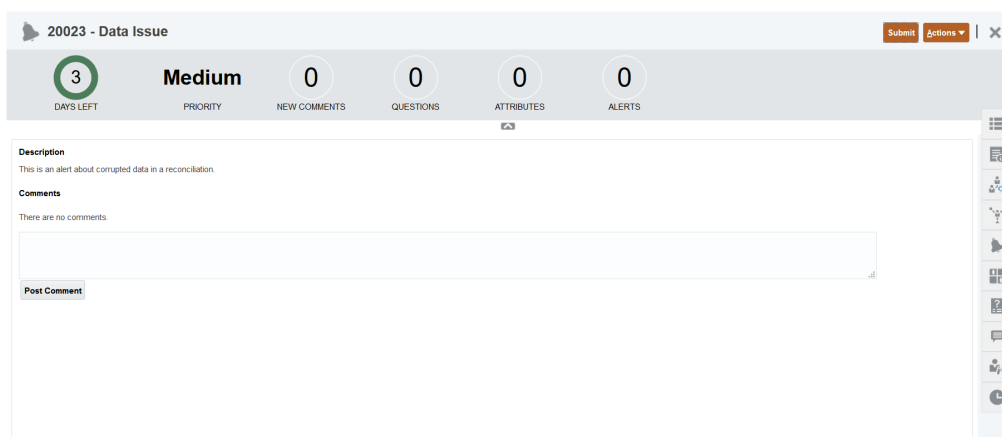 20023 - Data Issue
Submit
Actions
3
DAYS LEFT
Medium
PRIORITY
0
NEW COMMENTS
0
QUESTIONS
0
ATTRIBUTES
0
ALERTS
Description
This is an alert about corrupted data in a reconciliation.
Comments
There are no comments.
Post Comment